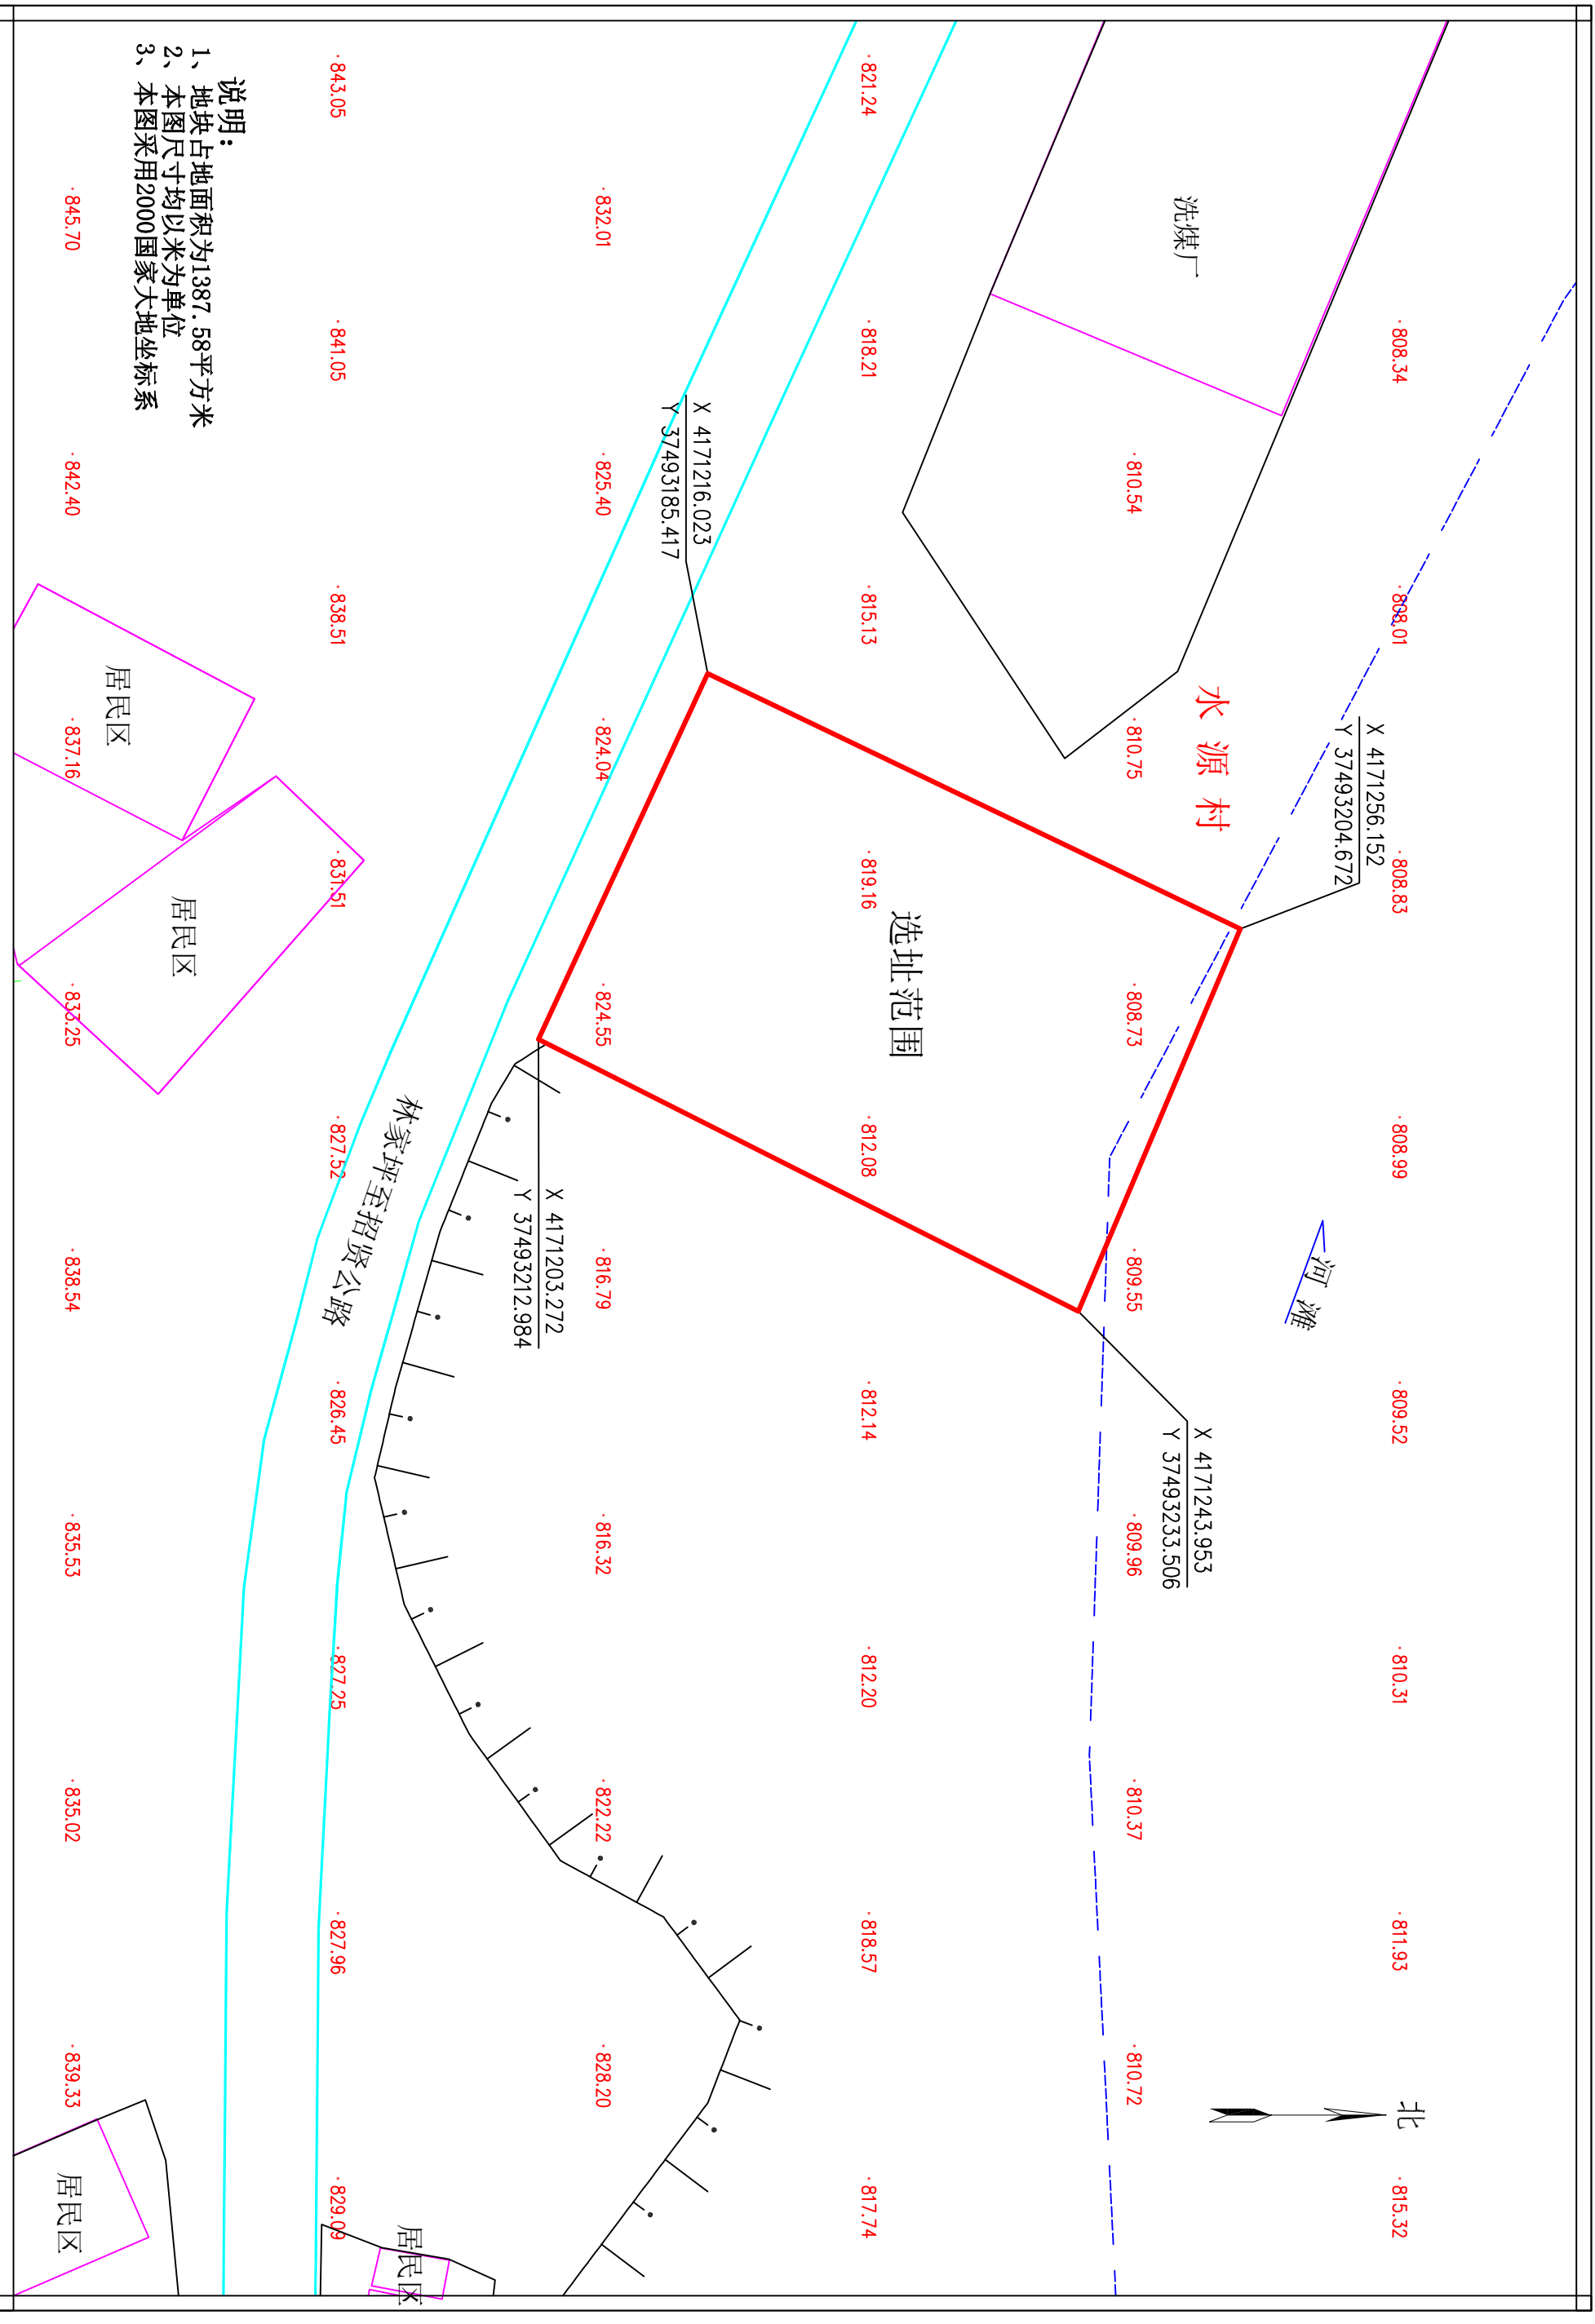 ·808.34
·808.01
·808.83
·808.99
·809.52
·810.31
·811.93
·815.32
北
X 4171256.152
Y 37493204.672
河 滩
水 源 村
X 4171243.953
Y 37493233.506
洗煤厂
·810.54
·810.75
·808.73
·809.55
·809.96
·810.37
·810.72
选址范围
·821.24
·818.21
·815.13
·819.16
·812.08
·812.14
·812.20
·818.57
·817.74
X 4171216.023
Y 37493185.417
·832.01
·825.40
·824.04
·824.55
·816.79
·816.32
·822.22
·828.20
X 4171203.272
Y 37493212.984
林家坪至招贤公路
居民区
·843.05
·841.05
·838.51
·831.51
·827.52
·826.45
·827.25
·827.96
·829.09
说明:
1、地块占地面积为1387.58平方米
2、本图尺寸均以米为单位
3、本图采用2000国家大地坐标系
居民区
居民区
·845.70
·842.40
·837.16
·833.25
·838.54
·835.53
·835.02
·839.33
居民区